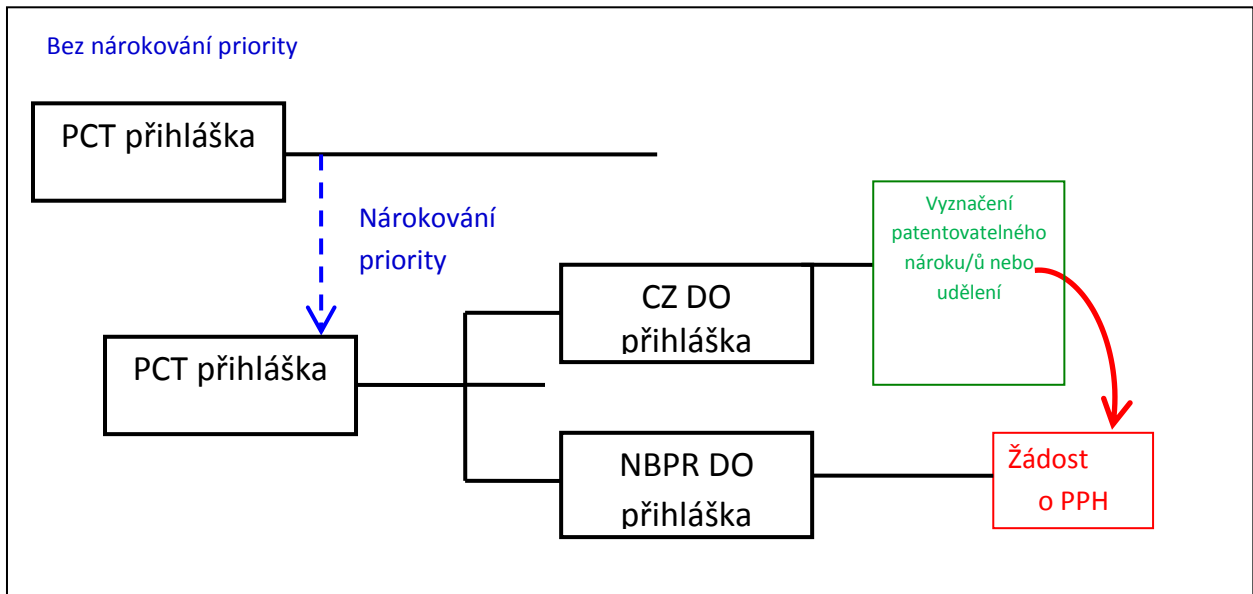 Bez nárokování priority
PCT přihláška
Nárokování
priority
PCT přihláška
CZ DO
přihláška
Vyznačení
patentovatelného
nároku/ů nebo
udělení
NBPR DO
přihláška
Žádost
o PPH